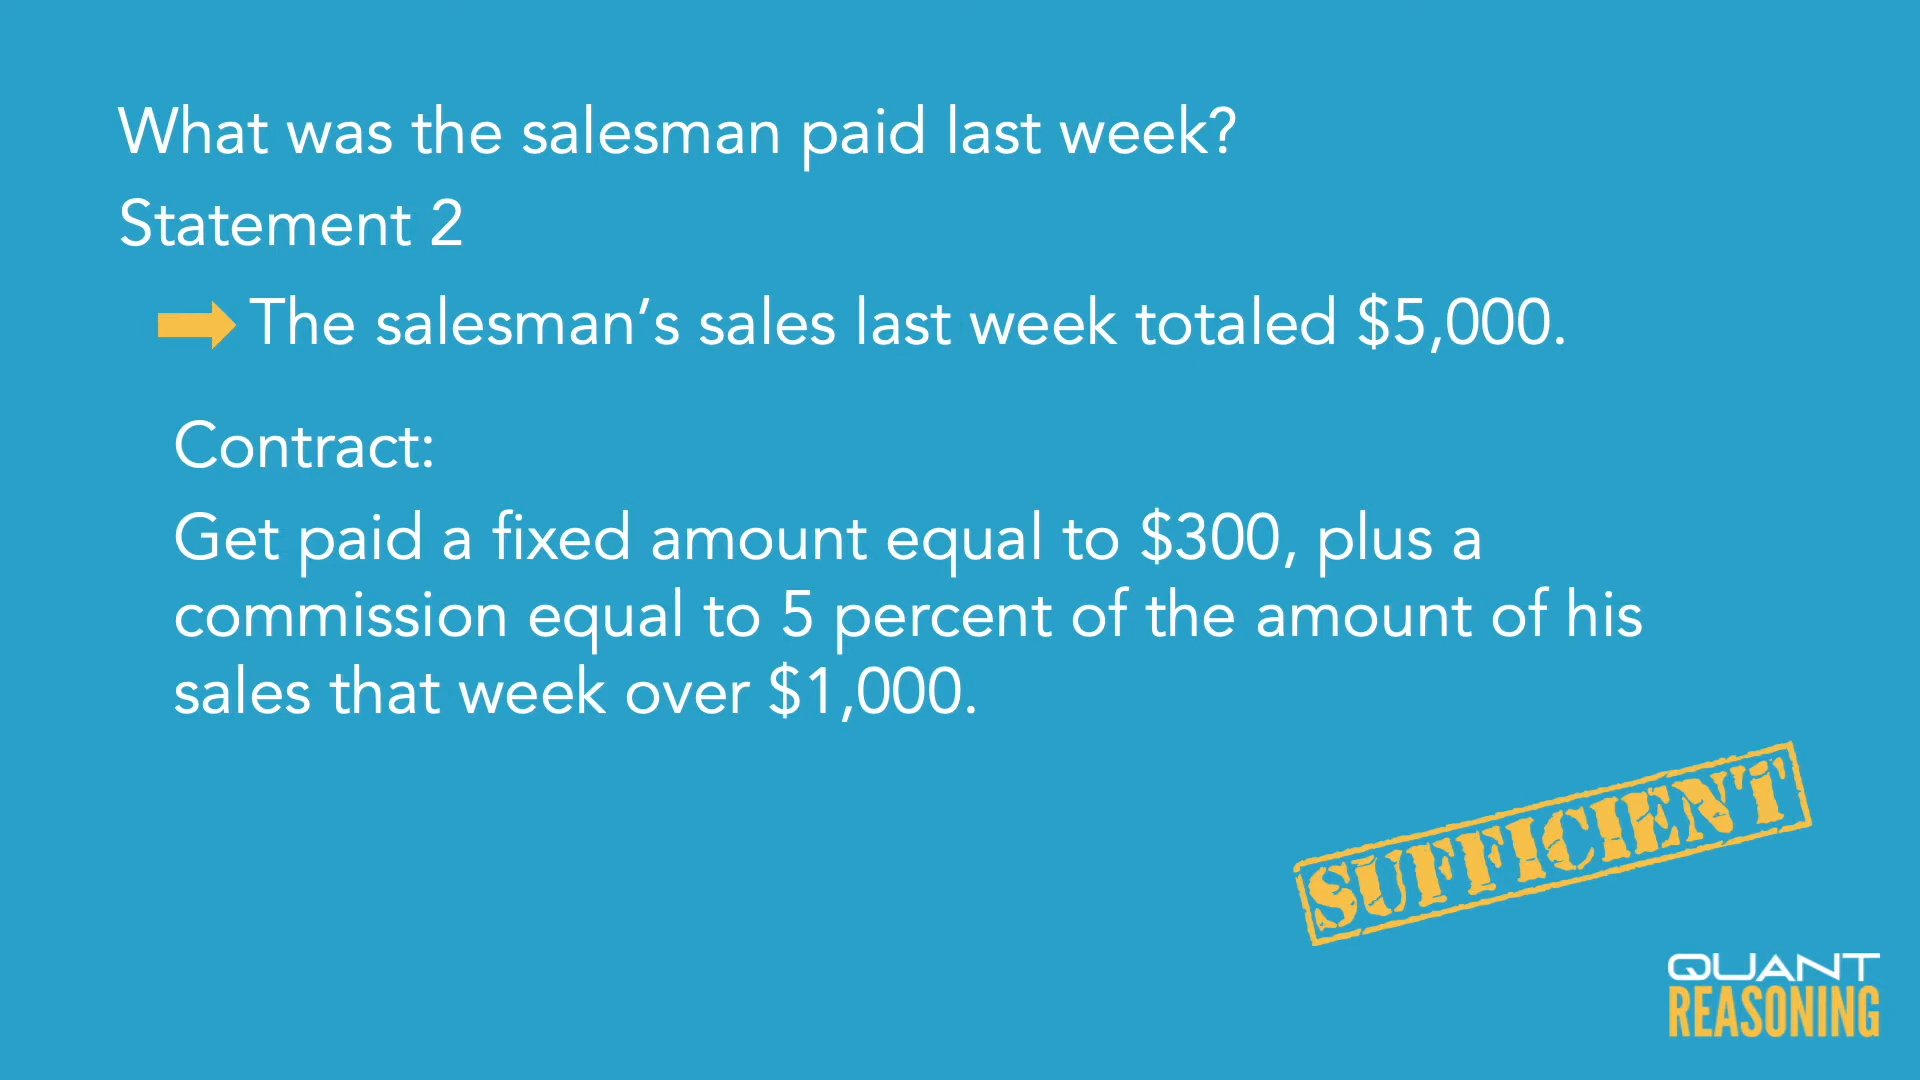 What was the salesman paid last week?
Statement 2
The salesman’s sales last week totaled $5,000.
Contract:
Get paid a fixed amount equal to $300, plus a
commission equal to 5 percent of the amount of his
sales that week over $1,000.
SUFFICIENT
QUANT
REASONING